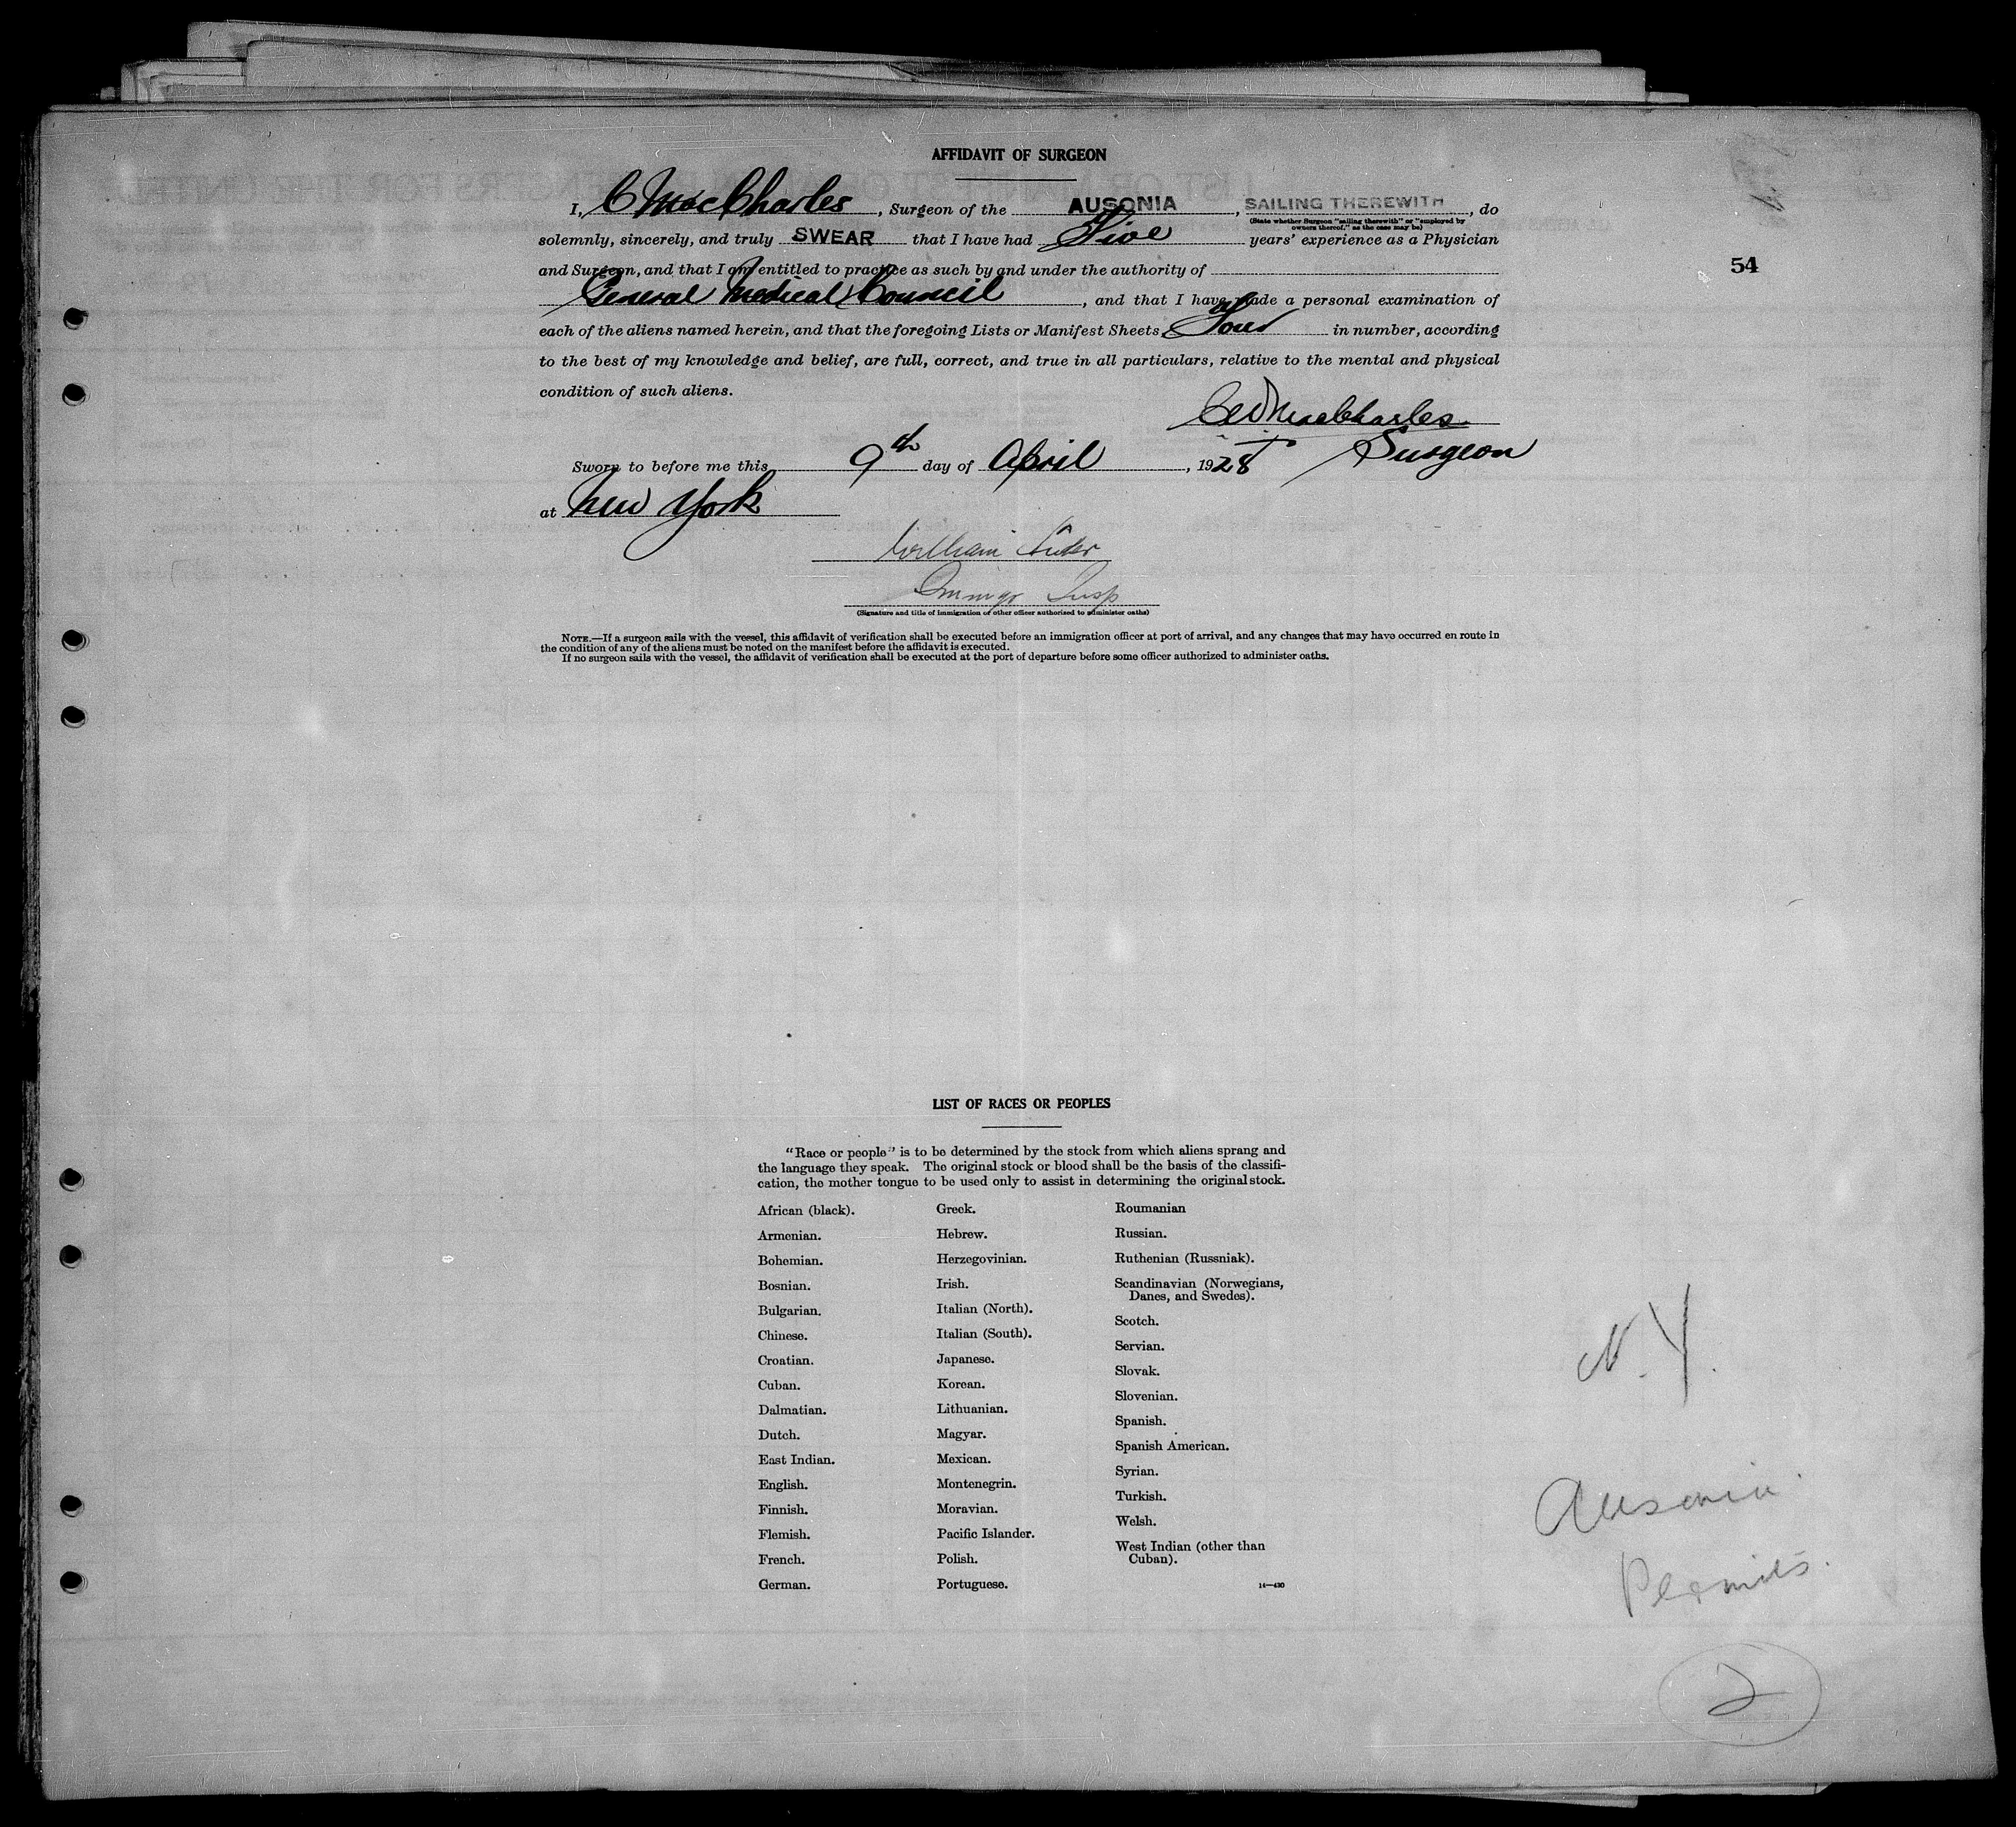 AFFIDAVIT OF SURGEON
I, C MacCharles, Surgeon of the AUSONIA, SAILING THEREWITH, do
(State whether Surgeon "sailing therewith" or "employed by
owners thereof," as the case may be)
solemnly, sincerely, and truly SWEAR that I have had Five years' experience as a Physician
and Surgeon, and that I am entitled to practice as such by and under the authority of
General Medical Council, and that I have made a personal examination of
each of the aliens named herein, and that the foregoing Lists or Manifest Sheets, Four in number, according
to the best of my knowledge and belief, are full, correct, and true in all particulars, relative to the mental and physical
condition of such aliens.
MacCharles
Surgeon
Sworn to before me this 9th day of April, 1928
at New York
William
Immigr Insp
(Signature and title of immigration or other officer authorized to administer oaths)
NOTE.—If a surgeon sails with the vessel, this affidavit of verification shall be executed before an immigration officer at port of arrival, and any changes that may have occurred en route in
the condition of any of the aliens must be noted on the manifest before the affidavit is executed.
If no surgeon sails with the vessel, the affidavit of verification shall be executed at the port of departure before some officer authorized to administer oaths.
54
LIST OF RACES OR PEOPLES
"Race or people" is to be determined by the stock from which aliens sprang and
the language they speak. The original stock or blood shall be the basis of the classifi-
cation, the mother tongue to be used only to assist in determining the original stock.
African (black).
Armenian.
Bohemian.
Bosnian.
Bulgarian.
Chinese.
Croatian.
Cuban.
Dalmatian.
Dutch.
East Indian.
English.
Finnish.
Flemish.
French.
German.
Greek.
Hebrew.
Herzegovinian.
Irish.
Italian (North).
Italian (South).
Japanese.
Korean.
Lithuanian.
Magyar.
Mexican.
Montenegrin.
Moravian.
Pacific Islander.
Polish.
Portuguese.
Roumanian
Russian.
Ruthenian (Russniak).
Scandinavian (Norwegians,
Danes, and Swedes).
Scotch.
Servian.
Slovak.
Slovenian.
Spanish.
Spanish American.
Syrian.
Turkish.
Welsh.
West Indian (other than
Cuban).
14—430
N.Y.
Ausonia
Permits.
2